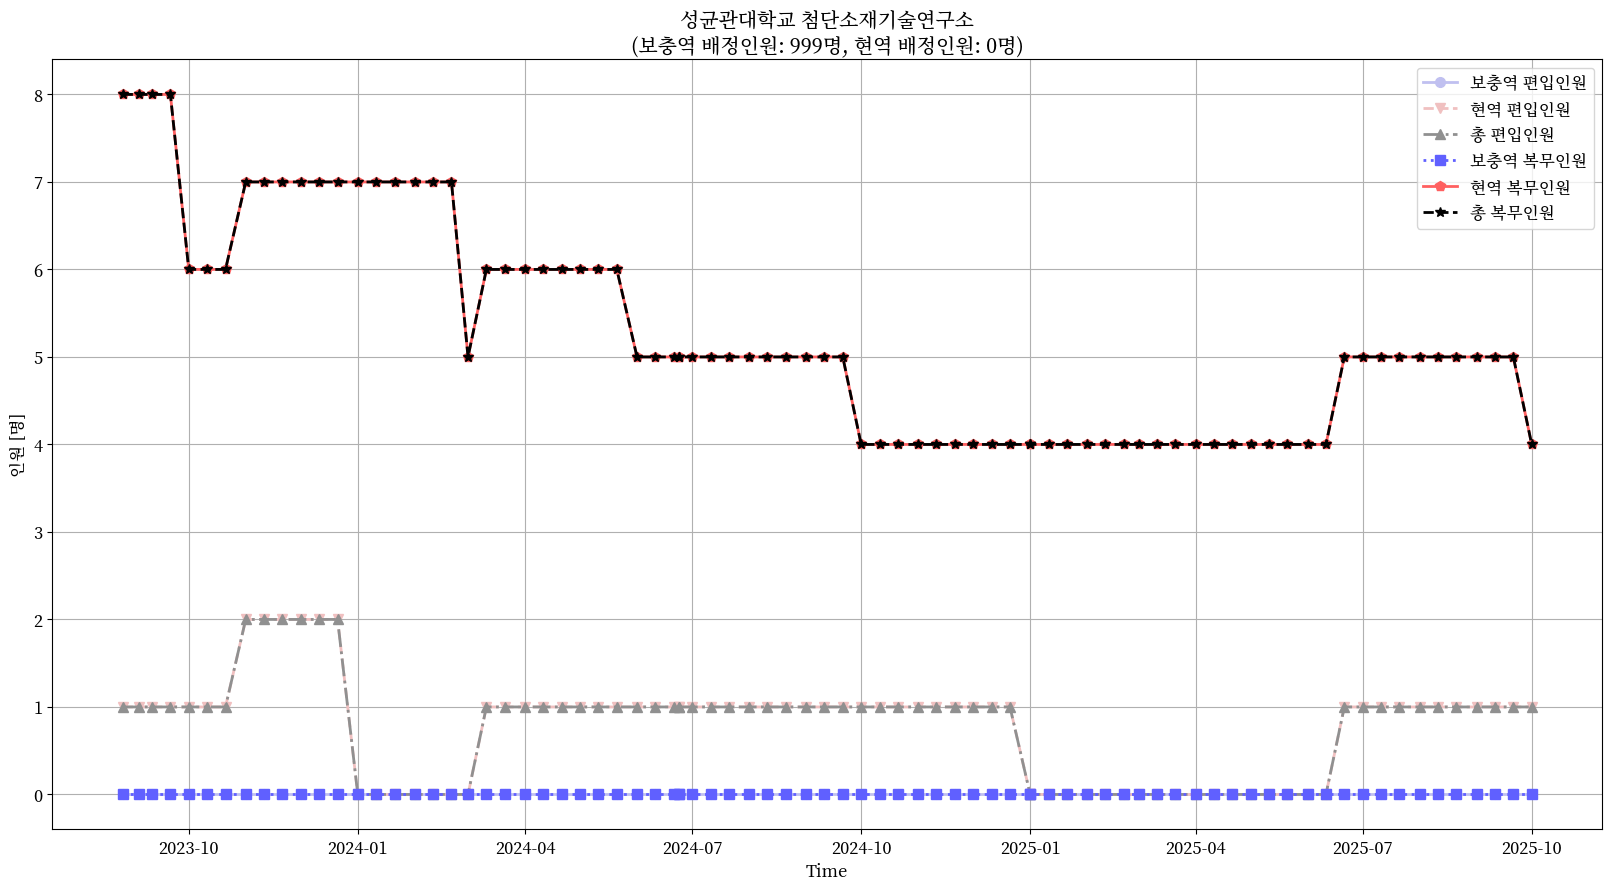 성균관대학교 첨단소재기술연구소
(보충역 배정인원: 999명, 현역 배정인원: 0명)
보충역 편입인원
현역 편입인원
총 편입인원
보충역 복무인원
현역 복무인원
총 복무인원
인원 [명]
8
7
6
5
4
3
2
1
0
2023-10
2024-01
2024-04
2024-07
2024-10
2025-01
2025-04
2025-07
2025-10
Time